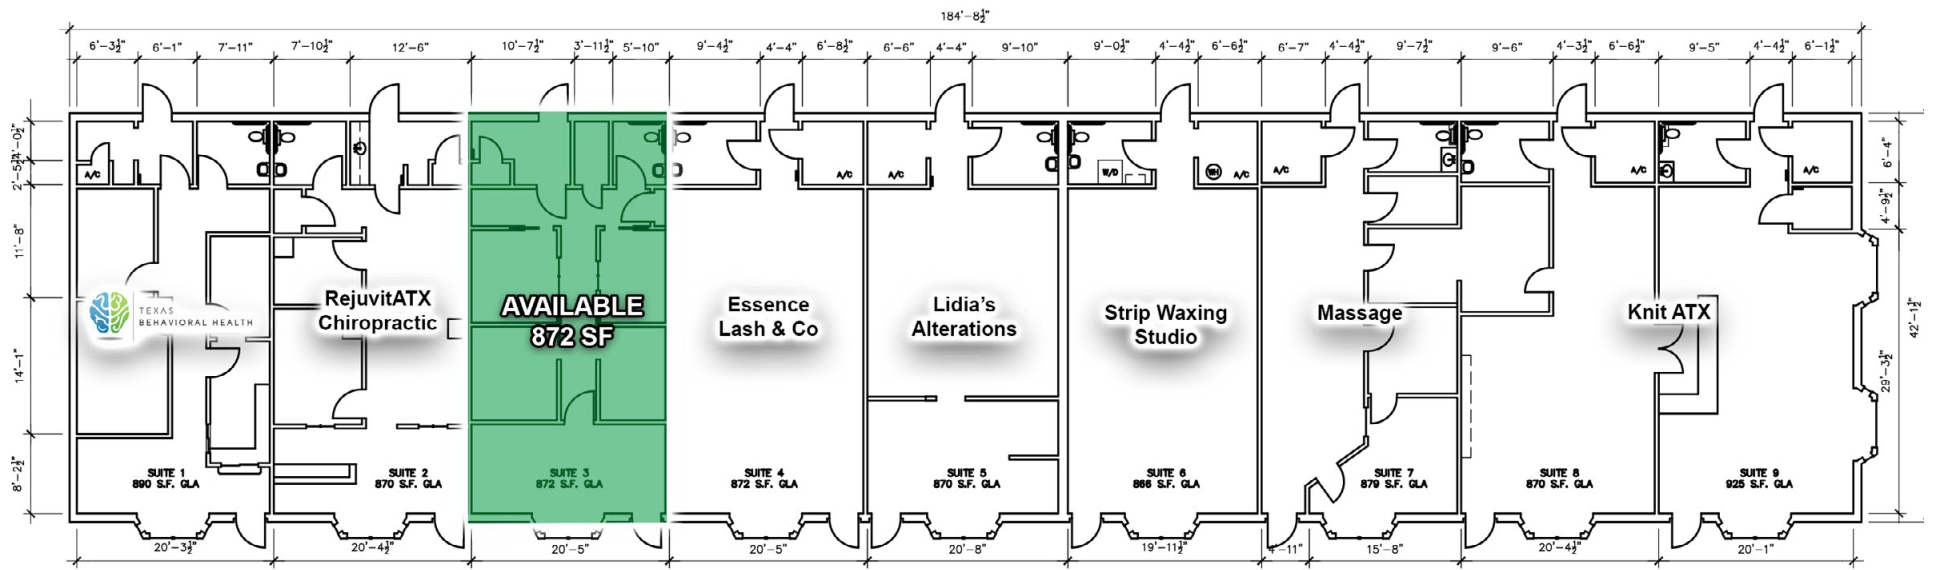 184'-8½"
6'-3½" 6'-1" 7'-11" 7'-10½" 12'-6" 10'-7½" 3'-11½" 5'-10" 9'-4½" 4'-4" 6'-8½" 6'-6" 4'-4" 9'-10" 9'-0½" 4'-4½" 6'-6½" 6'-7" 4'-4½" 9'-7½" 9'-6" 4'-3½" 6'-6½" 9'-5" 4'-4½" 6'-1½"
2'-5½"
6'-4"
A/C
A/C
A/C
W/D
WH
A/C
A/C
A/C
A/C
4'-9½"
11'-8"
TEXAS
BEHAVIORAL HEALTH
RejuvitATX
Chiropractic
AVAILABLE
872 SF
Essence
Lash & Co
Lidia's
Alterations
Strip Waxing
Studio
Massage
Knit ATX
42'-1½"
14'-1"
29'-3½"
8'-2½"
SUITE 1
890 S.F. GLA
SUITE 2
870 S.F. GLA
SUITE 3
872 S.F. GLA
SUITE 4
872 S.F. GLA
SUITE 5
870 S.F. GLA
SUITE 6
866 S.F. GLA
SUITE 7
879 S.F. GLA
SUITE 8
870 S.F. GLA
SUITE 9
925 S.F. GLA
20'-3½" 20'-4½" 20'-5" 20'-5" 20'-8" 19'-11½" 4'-11" 15'-8" 20'-4½" 20'-1"